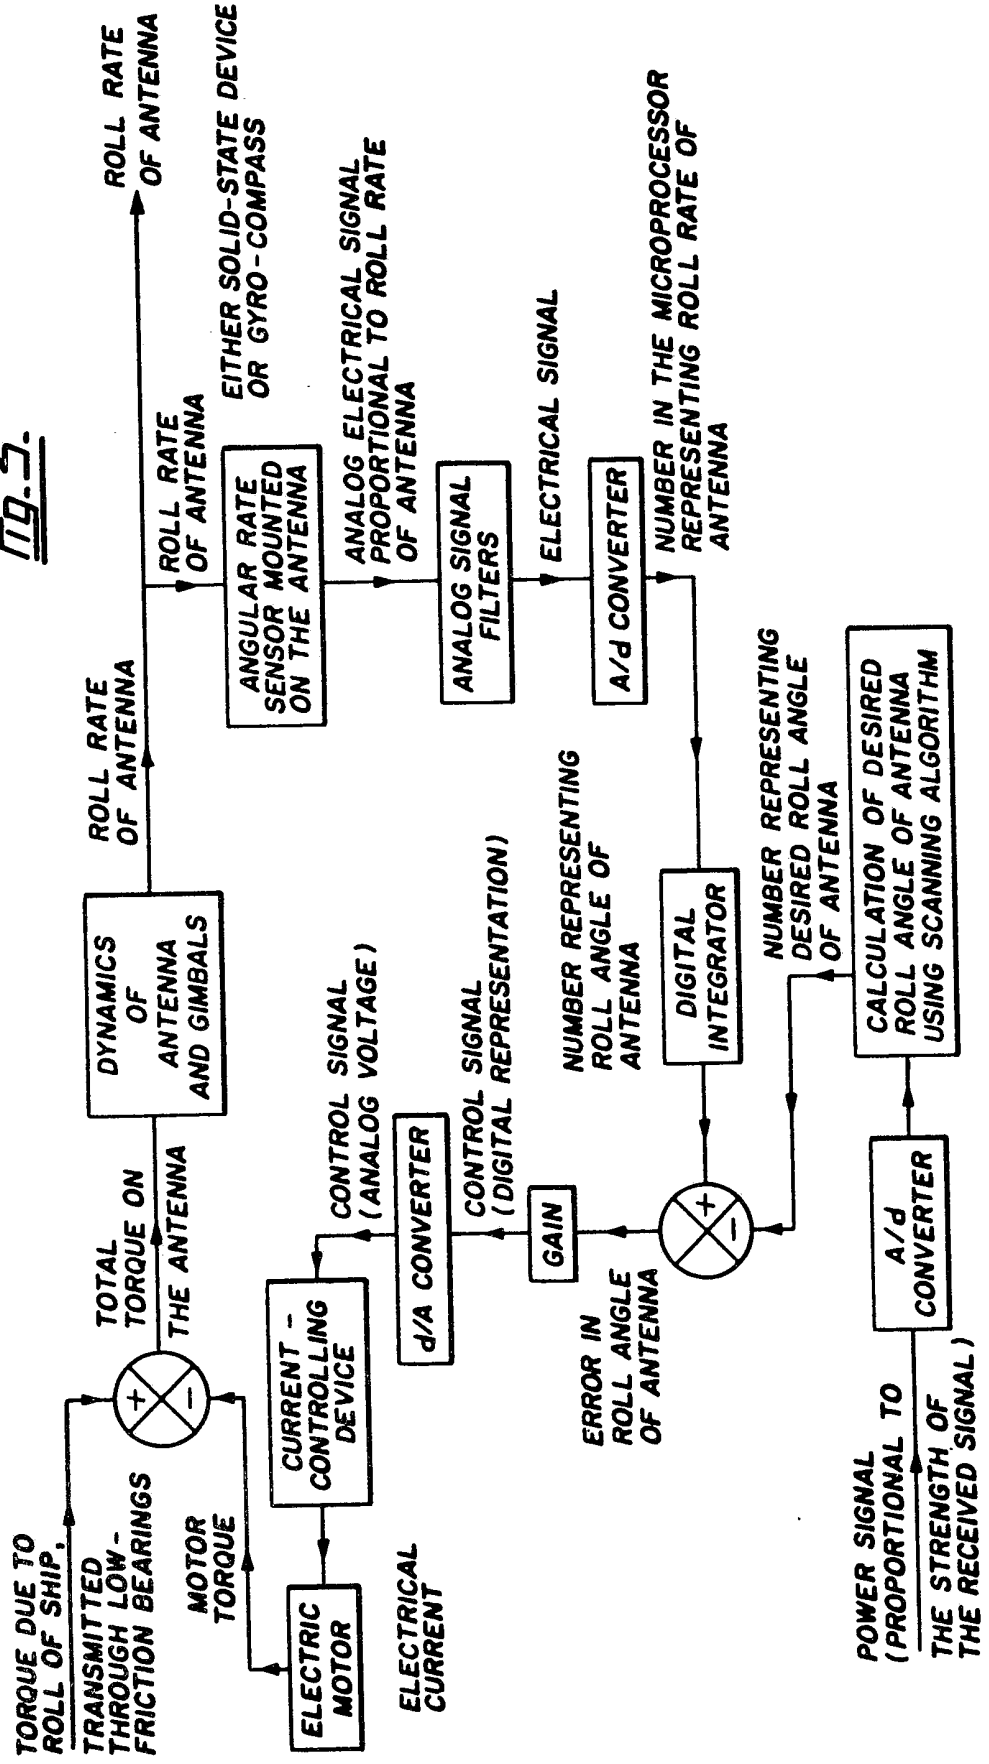 Fig. 5.
TORQUE DUE TO
ROLL OF SHIP,
TRANSMITTED
THROUGH LOW-
FRICTION BEARINGS
+
-
TOTAL
TORQUE ON
THE ANTENNA
DYNAMICS
OF
ANTENNA
AND GIMBALS
ROLL RATE
OF ANTENNA
ROLL RATE
OF ANTENNA
ROLL RATE
OF ANTENNA
MOTOR
TORQUE
ANGULAR RATE
SENSOR MOUNTED
ON THE ANTENNA
EITHER SOLID-STATE DEVICE
OR GYRO-COMPASS
ELECTRIC
MOTOR
ELECTRICAL
CURRENT
CURRENT-
CONTROLLING
DEVICE
CONTROL SIGNAL
(ANALOG VOLTAGE)
ANALOG ELECTRICAL SIGNAL
PROPORTIONAL TO ROLL RATE
OF ANTENNA
d/A CONVERTER
CONTROL SIGNAL
(DIGITAL REPRESENTATION)
ANALOG SIGNAL
FILTERS
ELECTRICAL SIGNAL
GAIN
NUMBER REPRESENTING
ROLL ANGLE OF
ANTENNA
A/d CONVERTER
NUMBER IN THE MICROPROCESSOR
REPRESENTING ROLL RATE OF
ANTENNA
ERROR IN
ROLL ANGLE
OF ANTENNA
+
-
DIGITAL
INTEGRATOR
NUMBER REPRESENTING
DESIRED ROLL ANGLE
OF ANTENNA
POWER SIGNAL
(PROPORTIONAL TO
THE STRENGTH OF
THE RECEIVED SIGNAL)
A/d
CONVERTER
CALCULATION OF DESIRED
ROLL ANGLE OF ANTENNA
USING SCANNING ALGORITHM